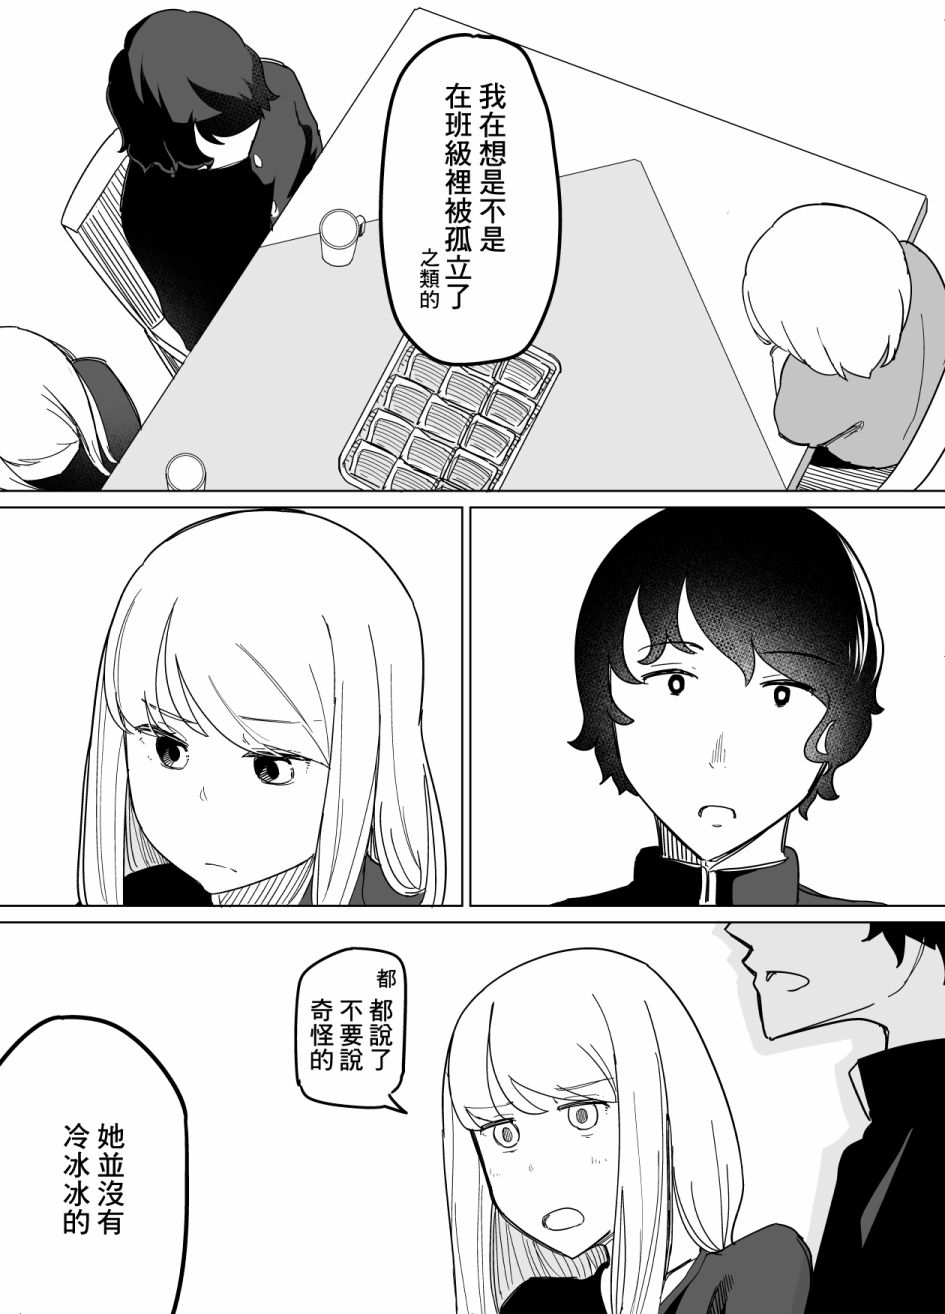 我在想是不是
在班級裡被孤立了
之類的
都
都說了
不要說
奇怪的
她並沒有
冷冰冰的